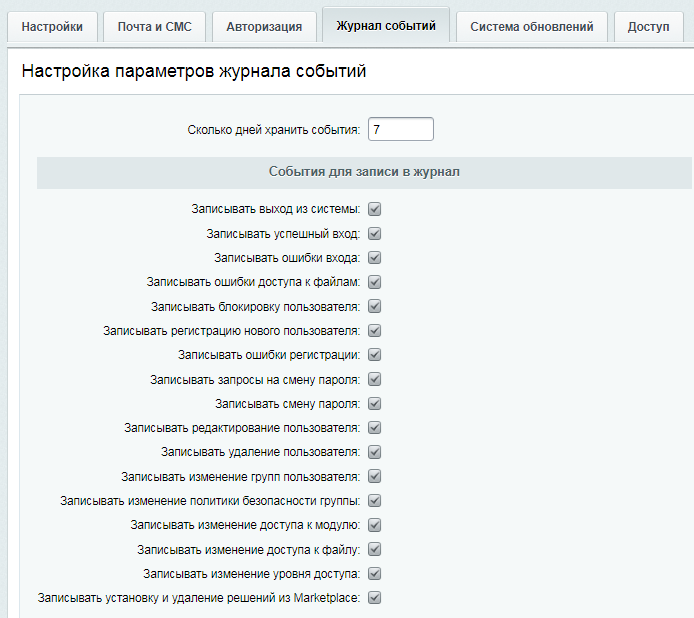 Настройки Почта и СМС Авторизация Журнал событий Система обновлений Доступ
Настройка параметров журнала событий
Сколько дней хранить события: 7
События для записи в журнал
Записывать выход из системы:
Записывать успешный вход:
Записывать ошибки входа:
Записывать ошибки доступа к файлам:
Записывать блокировку пользователя:
Записывать регистрацию нового пользователя:
Записывать ошибки регистрации:
Записывать запросы на смену пароля:
Записывать смену пароля:
Записывать редактирование пользователя:
Записывать удаление пользователя:
Записывать изменение групп пользователя:
Записывать изменение политики безопасности группы:
Записывать изменение доступа к модулю:
Записывать изменение доступа к файлу:
Записывать изменение уровня доступа:
Записывать установку и удаление решений из Marketplace: